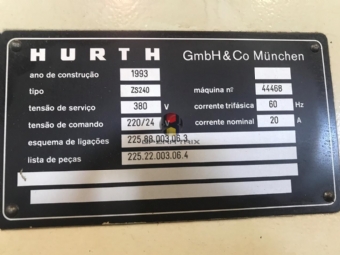 HURTH GmbH & Co München
ano de construção 1993
tipo ZS240 máquina nº 44468
tensão de serviço 380 V corrente trifásica 60 Hz
tensão de comando 220/24 V corrente nominal 20 A
esquema de ligações 225.88.003.06.3
lista de peças 225.22.003.06.4